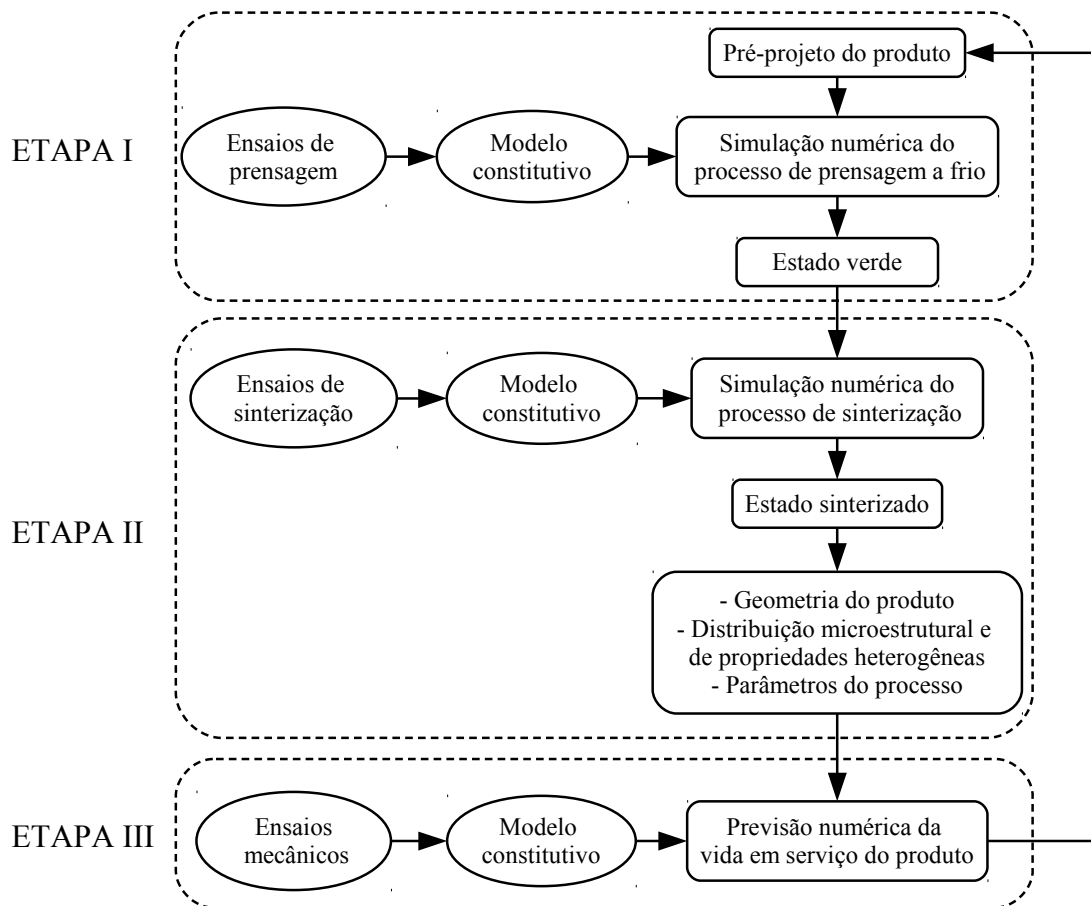 Pré-projeto do produto
ETAPA I
Ensaios de
prensagem
Modelo
constitutivo
Simulação numérica do
processo de prensagem a frio
Estado verde
Ensaios de
sinterização
Modelo
constitutivo
Simulação numérica do
processo de sinterização
Estado sinterizado
ETAPA II
- Geometria do produto
- Distribuição microestrutural e
de propriedades heterogêneas
- Parâmetros do processo
ETAPA III
Ensaios
mecânicos
Modelo
constitutivo
Previsão numérica da
vida em serviço do produto